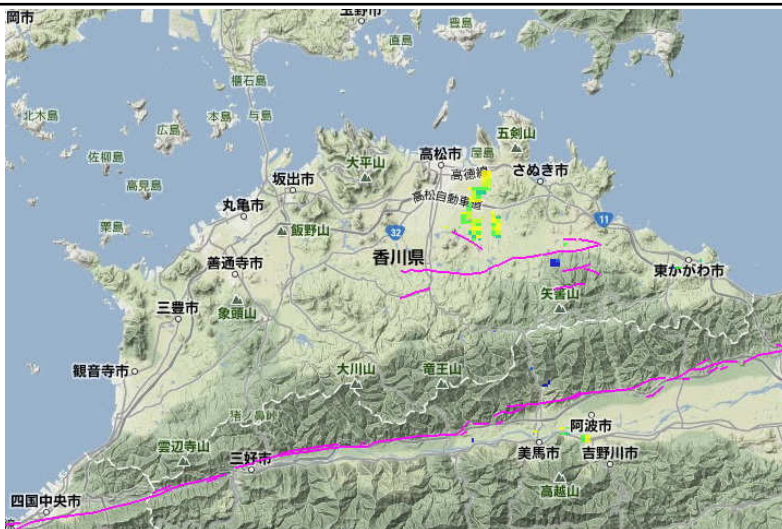 岡市
豊島
直島
櫃石島
与島
本島
北木島
広島
佐柳島
高見島
粟島
五剣山
屋島
高松市
さぬき市
高徳線
大平山
坂出市
高松自動車道
丸亀市
11
飯野山
32
香川県
善通寺市
東かがわ市
象頭山
三豊市
矢筈山
観音寺市
大川山
竜王山
猪ノ鼻
阿波市
雲辺寺山
三好市
美馬市
吉野川市
高越山
四国中央市